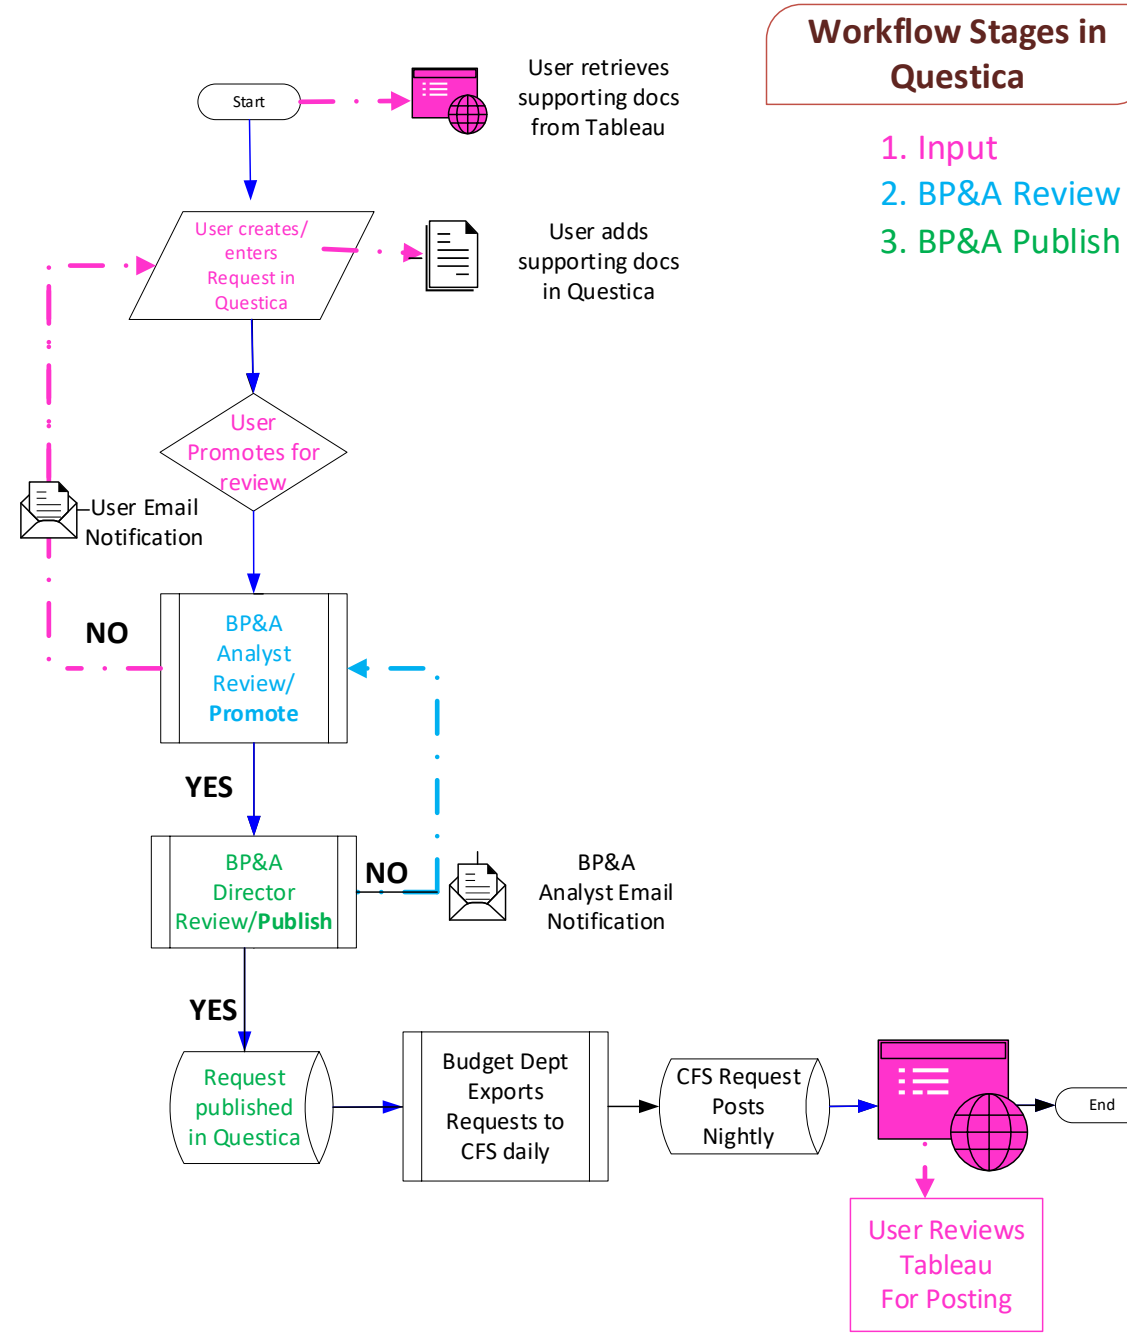 Workflow Stages in
Questica
1. Input
2. BP&A Review
3. BP&A Publish
Start
User retrieves
supporting docs
from Tableau
User creates/
enters
Request in
Questica
User adds
supporting docs
in Questica
User
Promotes for
review
User Email
Notification
NO
BP&A
Analyst
Review/
Promote
YES
BP&A
Director
Review/Publish
NO
BP&A
Analyst Email
Notification
YES
Request
published
in Questica
Budget Dept
Exports
Requests to
CFS daily
CFS Request
Posts
Nightly
End
User Reviews
Tableau
For Posting